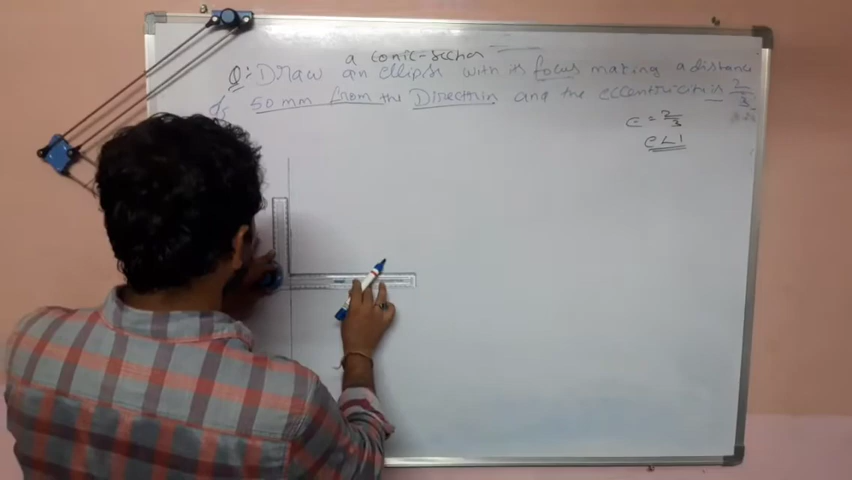 a conic-section
Q:- Draw an ellipse with its focus making a distance
50 mm from the Directrix and the eccentricity is 2/3
e = 2/3
e < 1